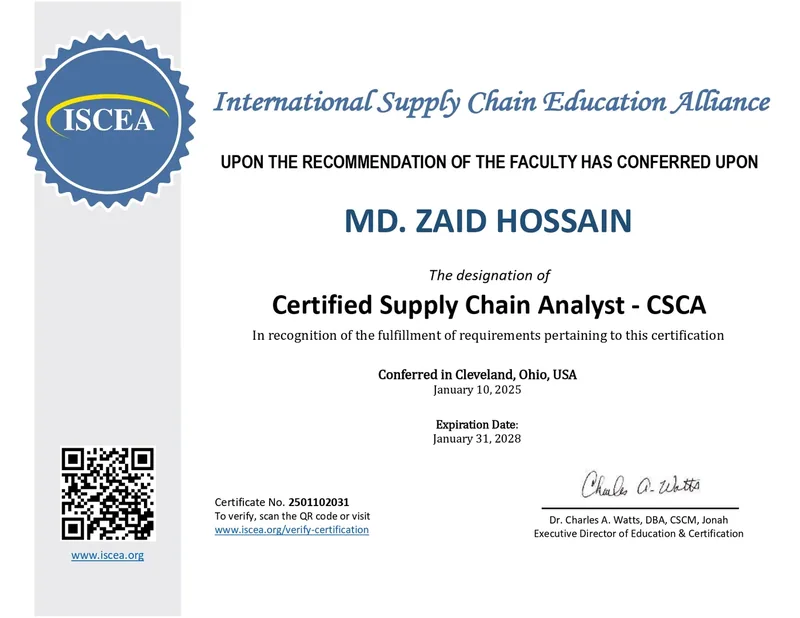 ISCEA
International Supply Chain Education Alliance
UPON THE RECOMMENDATION OF THE FACULTY HAS CONFERRED UPON
MD. ZAID HOSSAIN
The designation of
Certified Supply Chain Analyst - CSCA
In recognition of the fulfillment of requirements pertaining to this certification
Conferred in Cleveland, Ohio, USA
January 10, 2025
Expiration Date:
January 31, 2028
Certificate No. 2501102031
To verify, scan the QR code or visit
www.iscea.org/verify-certification
www.iscea.org
Charles A. Watts
Dr. Charles A. Watts, DBA, CSCM, Jonah
Executive Director of Education & Certification